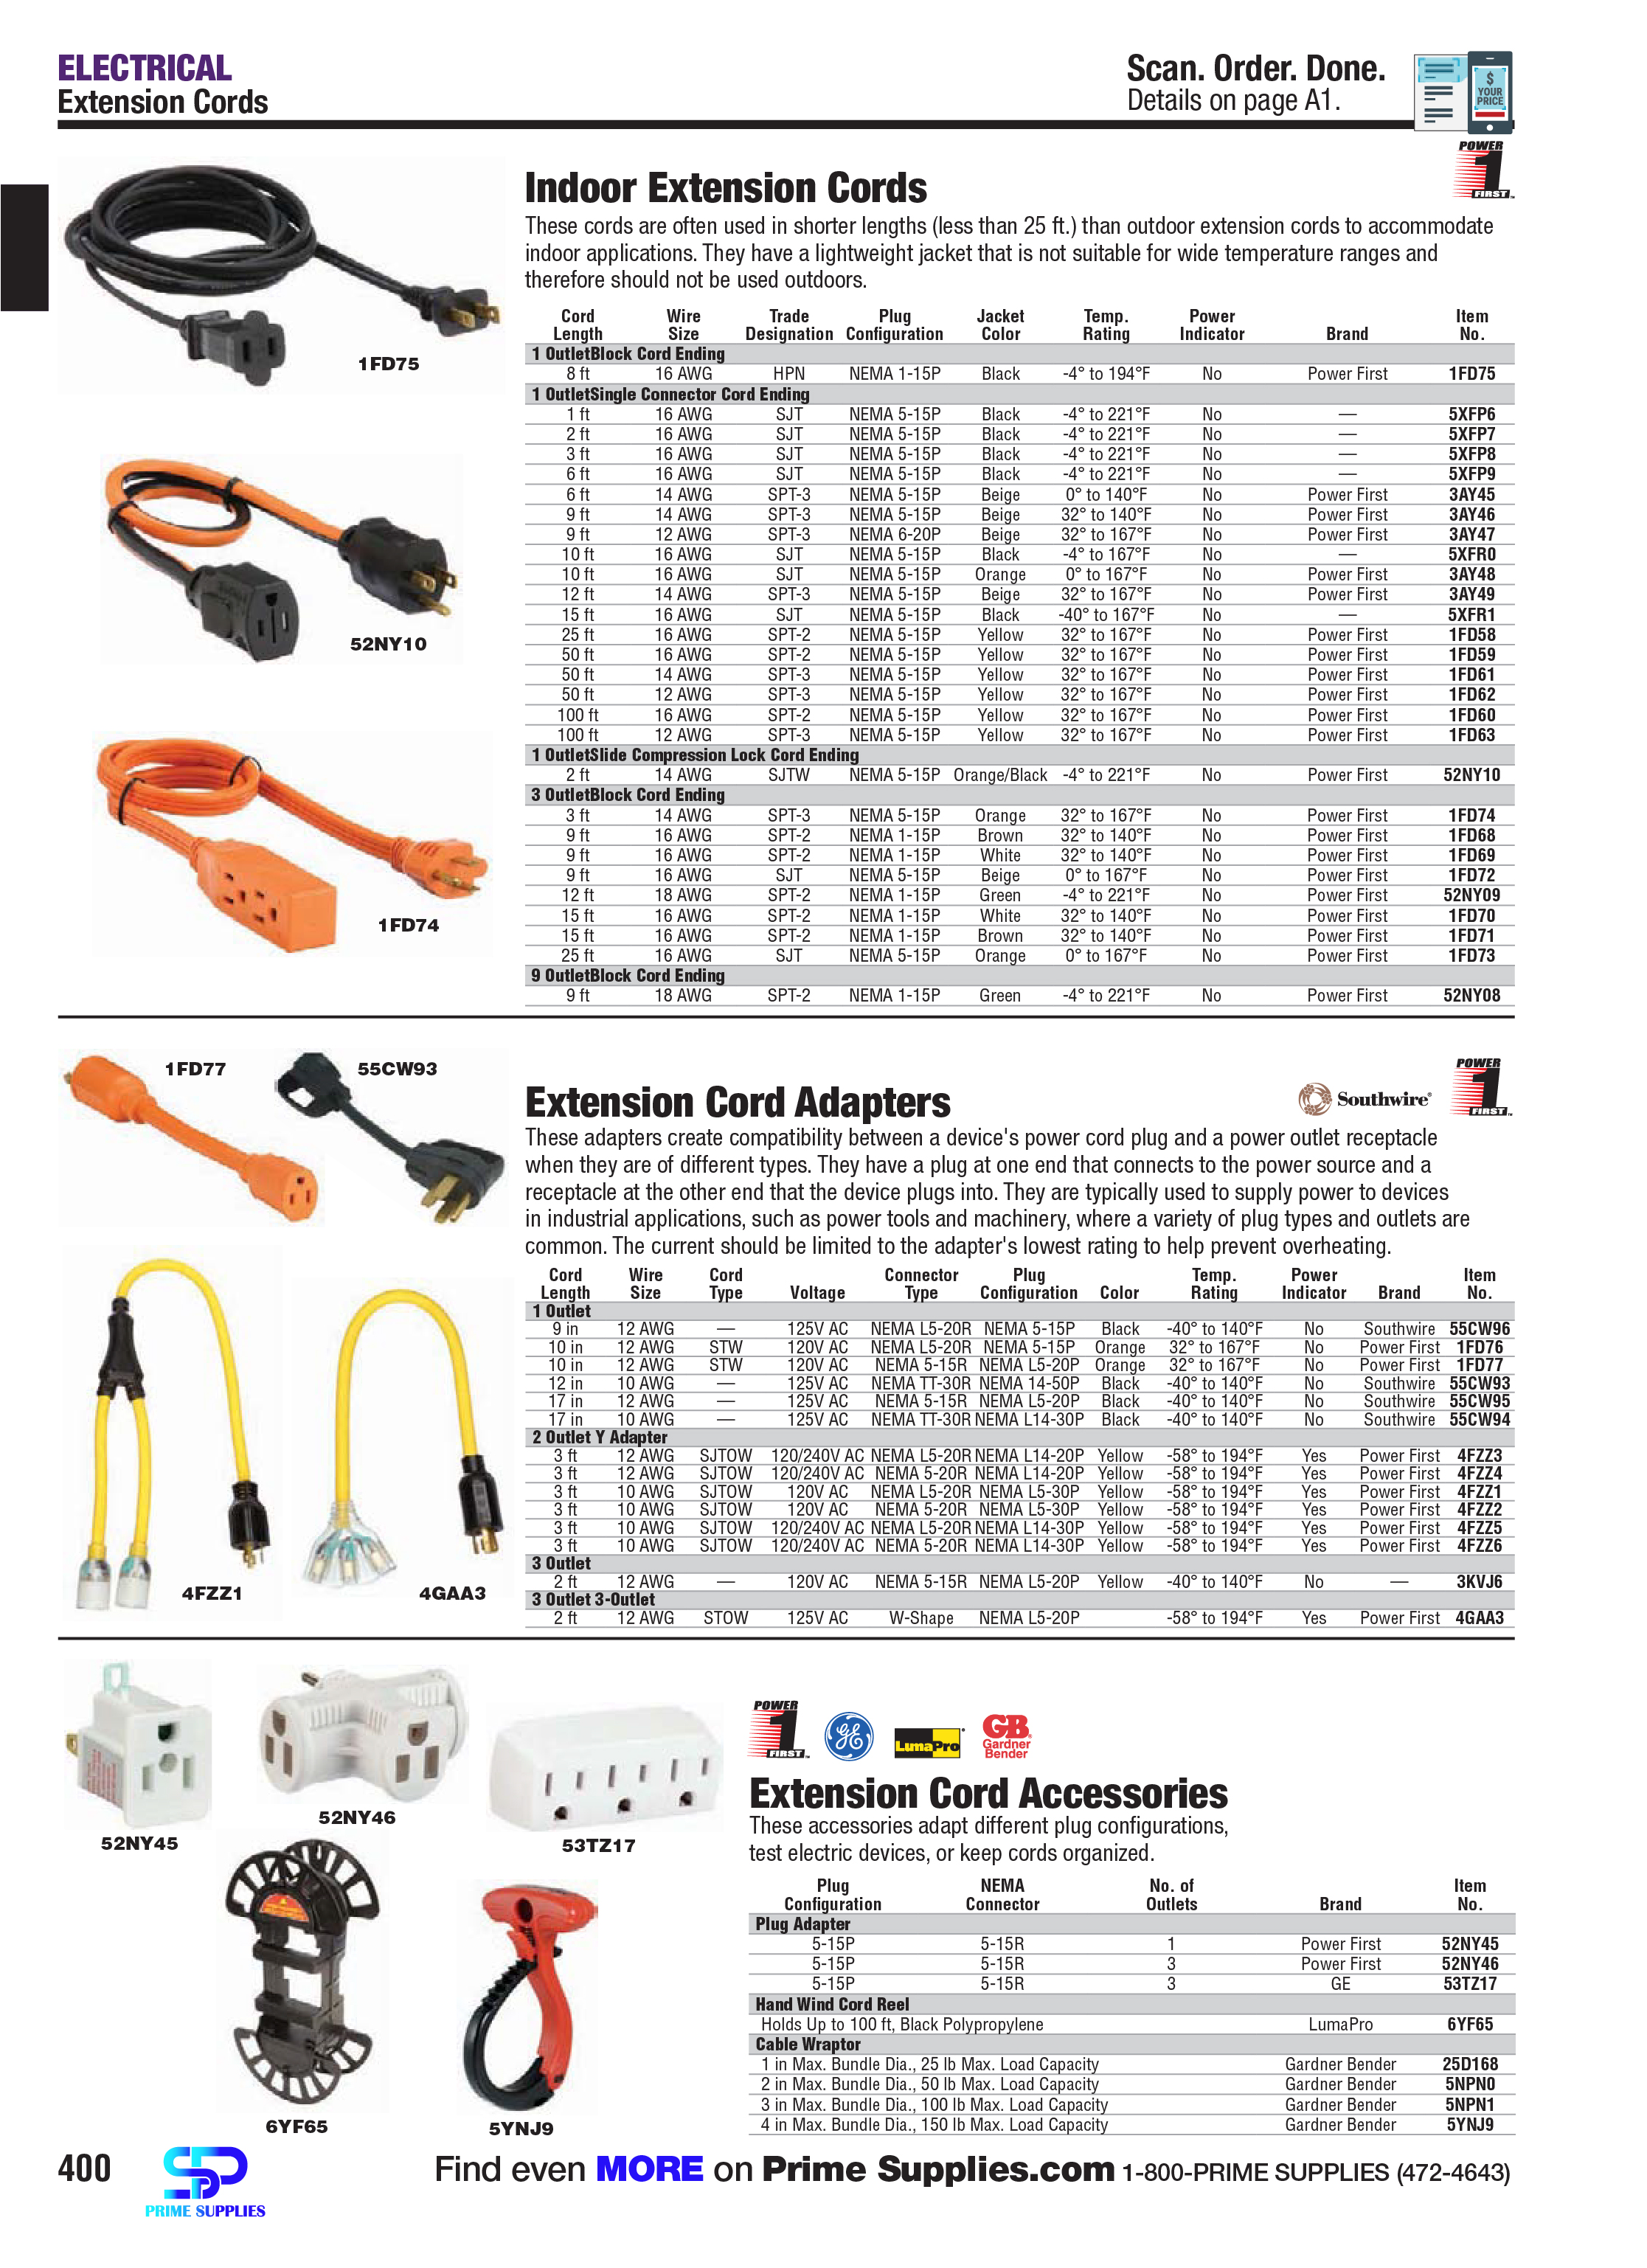 ELECTRICAL
Extension Cords
Scan. Order. Done.
Details on page A1.
$
YOUR
PRICE
POWER
1
FIRST
1FD75
52NY10
1FD74
Indoor Extension Cords
These cords are often used in shorter lengths (less than 25 ft.) than outdoor extension cords to accommodate
indoor applications. They have a lightweight jacket that is not suitable for wide temperature ranges and
therefore should not be used outdoors.
Cord Wire Trade Plug Jacket Temp. Power Item
Length Size Designation Configuration Color Rating Indicator Brand No.
1 OutletBlock Cord Ending
8 ft 16 AWG HPN NEMA 1-15P Black -4° to 194°F No Power First 1FD75
1 OutletSingle Connector Cord Ending
1 ft 16 AWG SJT NEMA 5-15P Black -4° to 221°F No — 5XFP6
2 ft 16 AWG SJT NEMA 5-15P Black -4° to 221°F No — 5XFP7
3 ft 16 AWG SJT NEMA 5-15P Black -4° to 221°F No — 5XFP8
6 ft 16 AWG SJT NEMA 5-15P Black -4° to 221°F No — 5XFP9
6 ft 14 AWG SPT-3 NEMA 5-15P Beige 0° to 140°F No Power First 3AY45
9 ft 14 AWG SPT-3 NEMA 5-15P Beige 32° to 140°F No Power First 3AY46
9 ft 12 AWG SPT-3 NEMA 6-20P Beige 32° to 167°F No Power First 3AY47
10 ft 16 AWG SJT NEMA 5-15P Black -4° to 167°F No — 5XFR0
10 ft 16 AWG SJT NEMA 5-15P Orange 0° to 167°F No Power First 3AY48
12 ft 14 AWG SPT-3 NEMA 5-15P Beige 32° to 167°F No Power First 3AY49
15 ft 16 AWG SJT NEMA 5-15P Black -40° to 167°F No — 5XFR1
25 ft 16 AWG SPT-2 NEMA 5-15P Yellow 32° to 167°F No Power First 1FD58
50 ft 16 AWG SPT-2 NEMA 5-15P Yellow 32° to 167°F No Power First 1FD59
50 ft 14 AWG SPT-3 NEMA 5-15P Yellow 32° to 167°F No Power First 1FD61
50 ft 12 AWG SPT-3 NEMA 5-15P Yellow 32° to 167°F No Power First 1FD62
100 ft 16 AWG SPT-2 NEMA 5-15P Yellow 32° to 167°F No Power First 1FD60
100 ft 12 AWG SPT-3 NEMA 5-15P Yellow 32° to 167°F No Power First 1FD63
1 OutletSlide Compression Lock Cord Ending
2 ft 14 AWG SJTW NEMA 5-15P Orange/Black -4° to 221°F No Power First 52NY10
3 OutletBlock Cord Ending
3 ft 14 AWG SPT-3 NEMA 5-15P Orange 32° to 167°F No Power First 1FD74
9 ft 16 AWG SPT-2 NEMA 1-15P Brown 32° to 140°F No Power First 1FD68
9 ft 16 AWG SPT-2 NEMA 1-15P White 32° to 140°F No Power First 1FD69
9 ft 16 AWG SJT NEMA 5-15P Beige 0° to 167°F No Power First 1FD72
12 ft 18 AWG SPT-2 NEMA 1-15P Green -4° to 221°F No Power First 52NY09
15 ft 16 AWG SPT-2 NEMA 1-15P White 32° to 140°F No Power First 1FD70
15 ft 16 AWG SPT-2 NEMA 1-15P Brown 32° to 140°F No Power First 1FD71
25 ft 16 AWG SJT NEMA 5-15P Orange 0° to 167°F No Power First 1FD73
9 OutletBlock Cord Ending
9 ft 18 AWG SPT-2 NEMA 1-15P Green -4° to 221°F No Power First 52NY08
1FD77
55CW93
4FZZ1
4GAA3
Southwire
POWER
1
FIRST
Extension Cord Adapters
These adapters create compatibility between a device's power cord plug and a power outlet receptacle
when they are of different types. They have a plug at one end that connects to the power source and a
receptacle at the other end that the device plugs into. They are typically used to supply power to devices
in industrial applications, such as power tools and machinery, where a variety of plug types and outlets are
common. The current should be limited to the adapter's lowest rating to help prevent overheating.
Cord Wire Cord Connector Plug Temp. Power Item
Length Size Type Voltage Type Configuration Color Rating Indicator Brand No.
1 Outlet
9 in 12 AWG — 125V AC NEMA L5-20R NEMA 5-15P Black -40° to 140°F No Southwire 55CW96
10 in 12 AWG STW 120V AC NEMA L5-20R NEMA 5-15P Orange 32° to 167°F No Power First 1FD76
10 in 12 AWG STW 120V AC NEMA 5-15R NEMA L5-20P Orange 32° to 167°F No Power First 1FD77
12 in 10 AWG — 125V AC NEMA TT-30R NEMA 14-50P Black -40° to 140°F No Southwire 55CW93
17 in 12 AWG — 125V AC NEMA 5-15R NEMA L5-20P Black -40° to 140°F No Southwire 55CW95
17 in 10 AWG — 125V AC NEMA TT-30R NEMA L14-30P Black -40° to 140°F No Southwire 55CW94
2 Outlet Y Adapter
3 ft 12 AWG SJTOW 120/240V AC NEMA L5-20R NEMA L14-20P Yellow -58° to 194°F Yes Power First 4FZZ3
3 ft 12 AWG SJTOW 120/240V AC NEMA 5-20R NEMA L14-20P Yellow -58° to 194°F Yes Power First 4FZZ4
3 ft 10 AWG SJTOW 120V AC NEMA L5-20R NEMA L5-30P Yellow -58° to 194°F Yes Power First 4FZZ1
3 ft 10 AWG SJTOW 120V AC NEMA 5-20R NEMA L5-30P Yellow -58° to 194°F Yes Power First 4FZZ2
3 ft 10 AWG SJTOW 120/240V AC NEMA L5-20R NEMA L14-30P Yellow -58° to 194°F Yes Power First 4FZZ5
3 ft 10 AWG SJTOW 120/240V AC NEMA 5-20R NEMA L14-30P Yellow -58° to 194°F Yes Power First 4FZZ6
3 Outlet
2 ft 12 AWG — 120V AC NEMA 5-15R NEMA L5-20P Yellow -40° to 140°F No — 3KVJ6
3 Outlet 3-Outlet
2 ft 12 AWG STOW 125V AC W-Shape NEMA L5-20P -58° to 194°F Yes Power First 4GAA3
52NY45
52NY46
53TZ17
6YF65
5YNJ9
POWER
1
FIRST
GE
LumaPro
GB
Gardner
Bender
Extension Cord Accessories
These accessories adapt different plug configurations,
test electric devices, or keep cords organized.
Plug NEMA No. of Item
Configuration Connector Outlets Brand No.
Plug Adapter
5-15P 5-15R 1 Power First 52NY45
5-15P 5-15R 3 Power First 52NY46
5-15P 5-15R 3 GE 53TZ17
Hand Wind Cord Reel
Holds Up to 100 ft, Black Polypropylene LumaPro 6YF65
Cable Wraptor
1 in Max. Bundle Dia., 25 lb Max. Load Capacity Gardner Bender 25D168
2 in Max. Bundle Dia., 50 lb Max. Load Capacity Gardner Bender 5NPN0
3 in Max. Bundle Dia., 100 lb Max. Load Capacity Gardner Bender 5NPN1
4 in Max. Bundle Dia., 150 lb Max. Load Capacity Gardner Bender 5YNJ9
400
PRIME SUPPLIES
Find even MORE on Prime Supplies.com 1-800-PRIME SUPPLIES (472-4643)